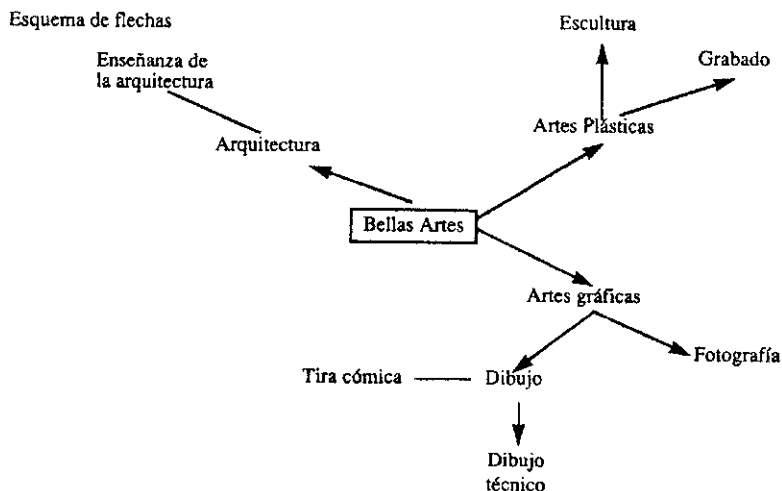 Esquema de flechas
Escultura
Enseñanza de
la arquitectura
Grabado
Arquitectura
Artes Plásticas
Bellas Artes
Artes gráficas
Fotografía
Tira cómica
Dibujo
Dibujo
técnico